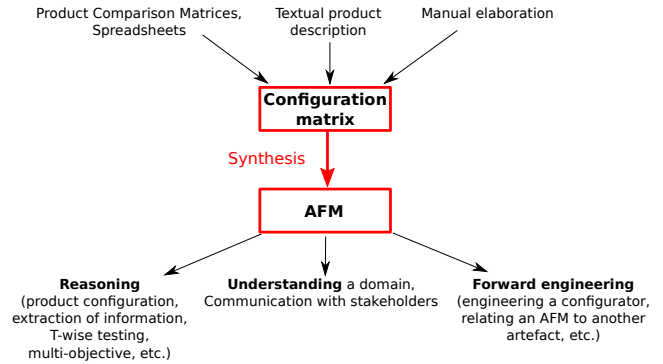 Product Comparison Matrices,
Spreadsheets
Textual product
description
Manual elaboration
Configuration
matrix
Synthesis
AFM
Reasoning
(product configuration,
extraction of information,
T-wise testing,
multi-objective, etc.)
Understanding a domain,
Communication with stakeholders
Forward engineering
(engineering a configurator,
relating an AFM to another
artefact, etc.)